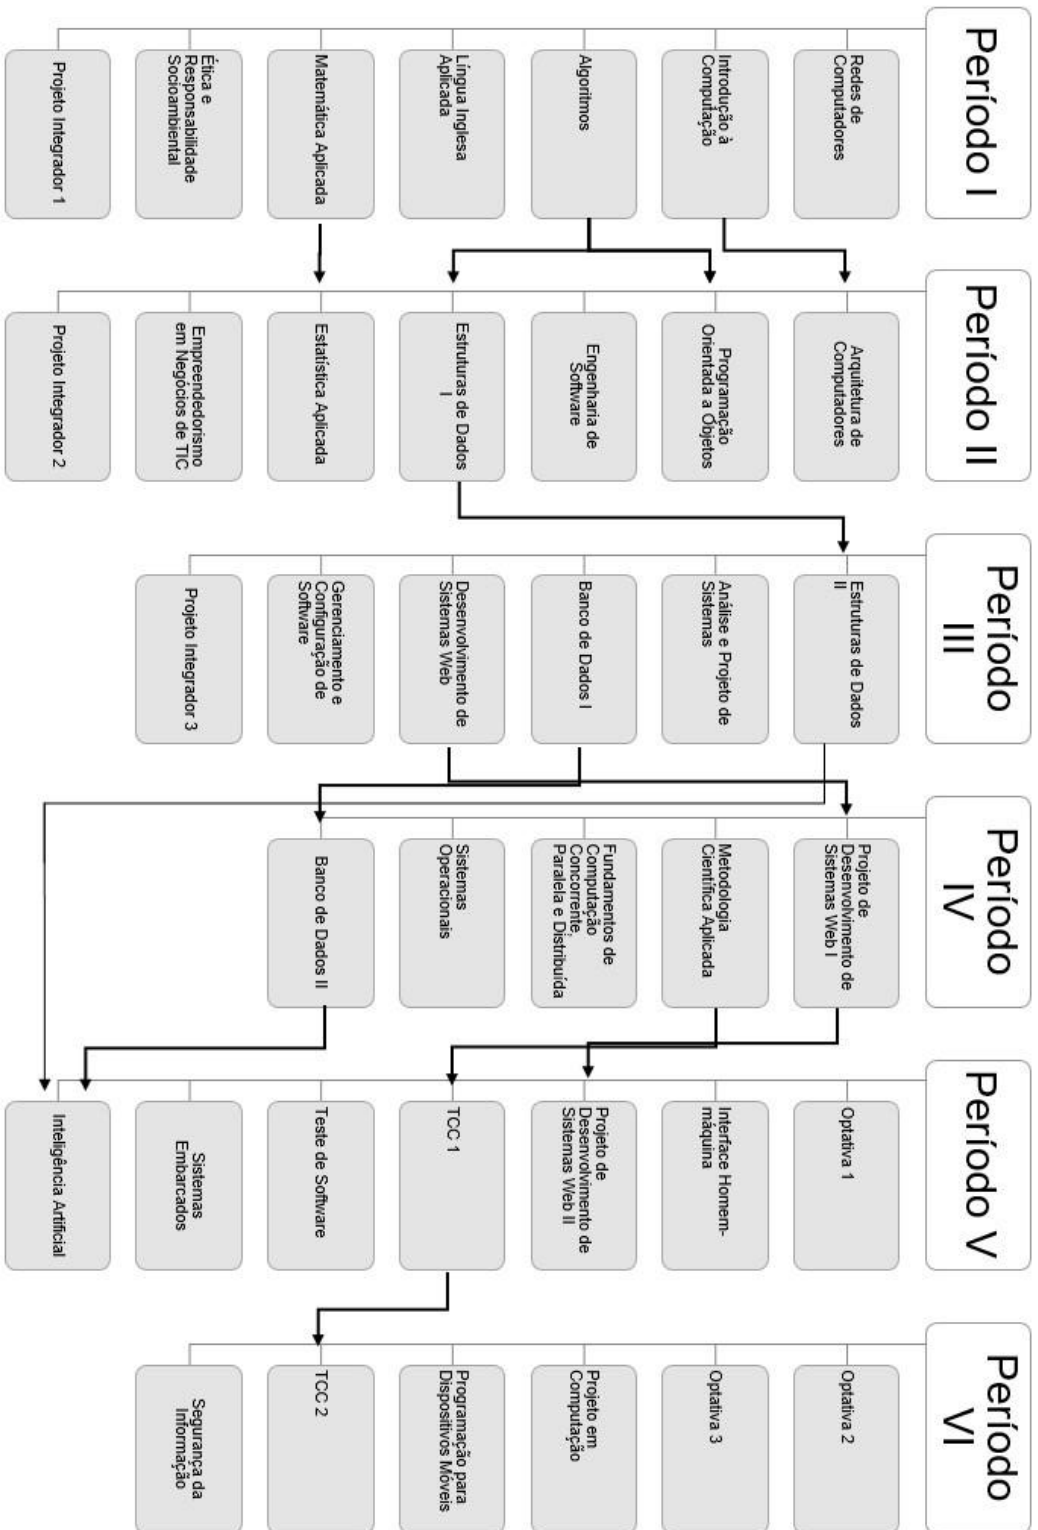 Período I
Redes de
Computadores
Introdução à
Computação
Algoritmos
Língua Inglesa
Aplicada
Matemática Aplicada
Ética e
Responsabilidade
Socioambiental
Projeto Integrador 1
Período II
Arquitetura de
Computadores
Programação
Orientada a Objetos
Engenharia de
Software
Estruturas de Dados
I
Estatística Aplicada
Empreendedorismo
em Negócios de TIC
Projeto Integrador 2
Período
III
Estruturas de Dados
II
Análise e Projeto de
Sistemas
Banco de Dados I
Desenvolvimento de
Sistemas Web
Gerenciamento e
Configuração de
Software
Projeto Integrador 3
Período
IV
Projeto de
Desenvolvimento de
Sistemas Web I
Metodologia
Científica Aplicada
Fundamentos de
Computação
Concorrente,
Paralela e Distribuída
Sistemas
Operacionais
Banco de Dados II
Período V
Optativa 1
Interface Homem-
máquina
Projeto de
Desenvolvimento de
Sistemas Web II
TCC 1
Teste de Software
Sistemas
Embarcados
Inteligência Artificial
Período
VI
Optativa 2
Optativa 3
Projeto em
Computação
Programação para
Dispositivos Móveis
TCC 2
Segurança da
Informação